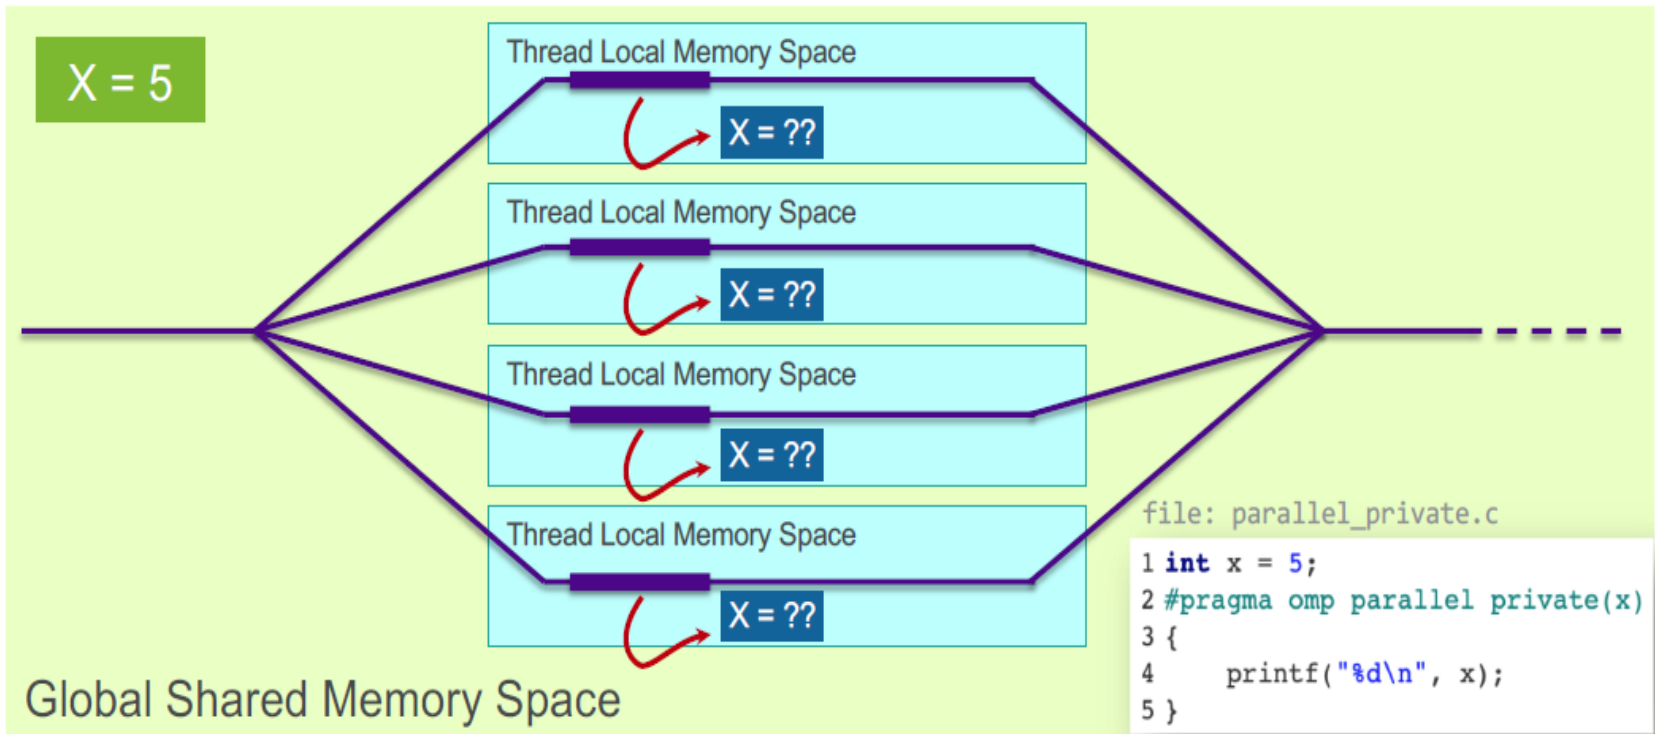 X = 5
Thread Local Memory Space
X = ??
Thread Local Memory Space
X = ??
Thread Local Memory Space
X = ??
Thread Local Memory Space
X = ??
Global Shared Memory Space
file: parallel_private.c
1 int x = 5;
2 #pragma omp parallel private(x)
3 {
4     printf("%d\n", x);
5 }